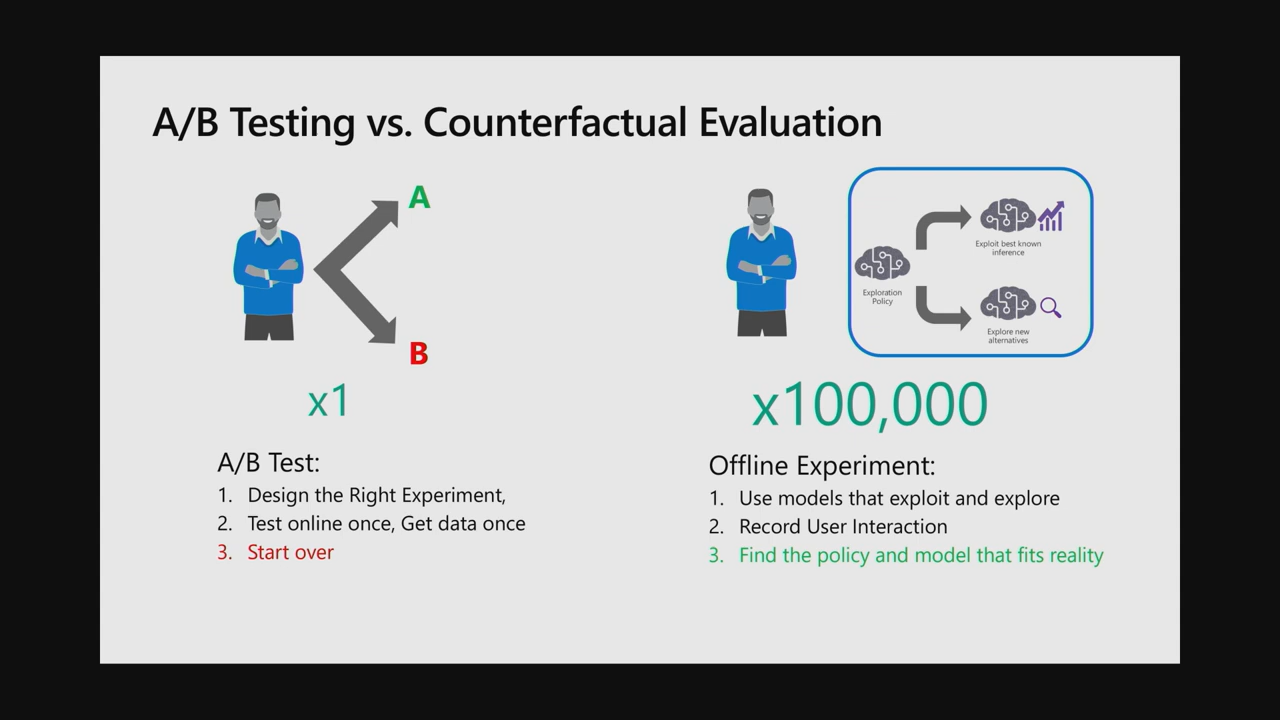 A/B Testing vs. Counterfactual Evaluation
A
B
x1
A/B Test:
1. Design the Right Experiment,
2. Test online once, Get data once
3. Start over
Exploration
Policy
Exploit best known
inference
Explore new
alternatives
x100,000
Offline Experiment:
1. Use models that exploit and explore
2. Record User Interaction
3. Find the policy and model that fits reality